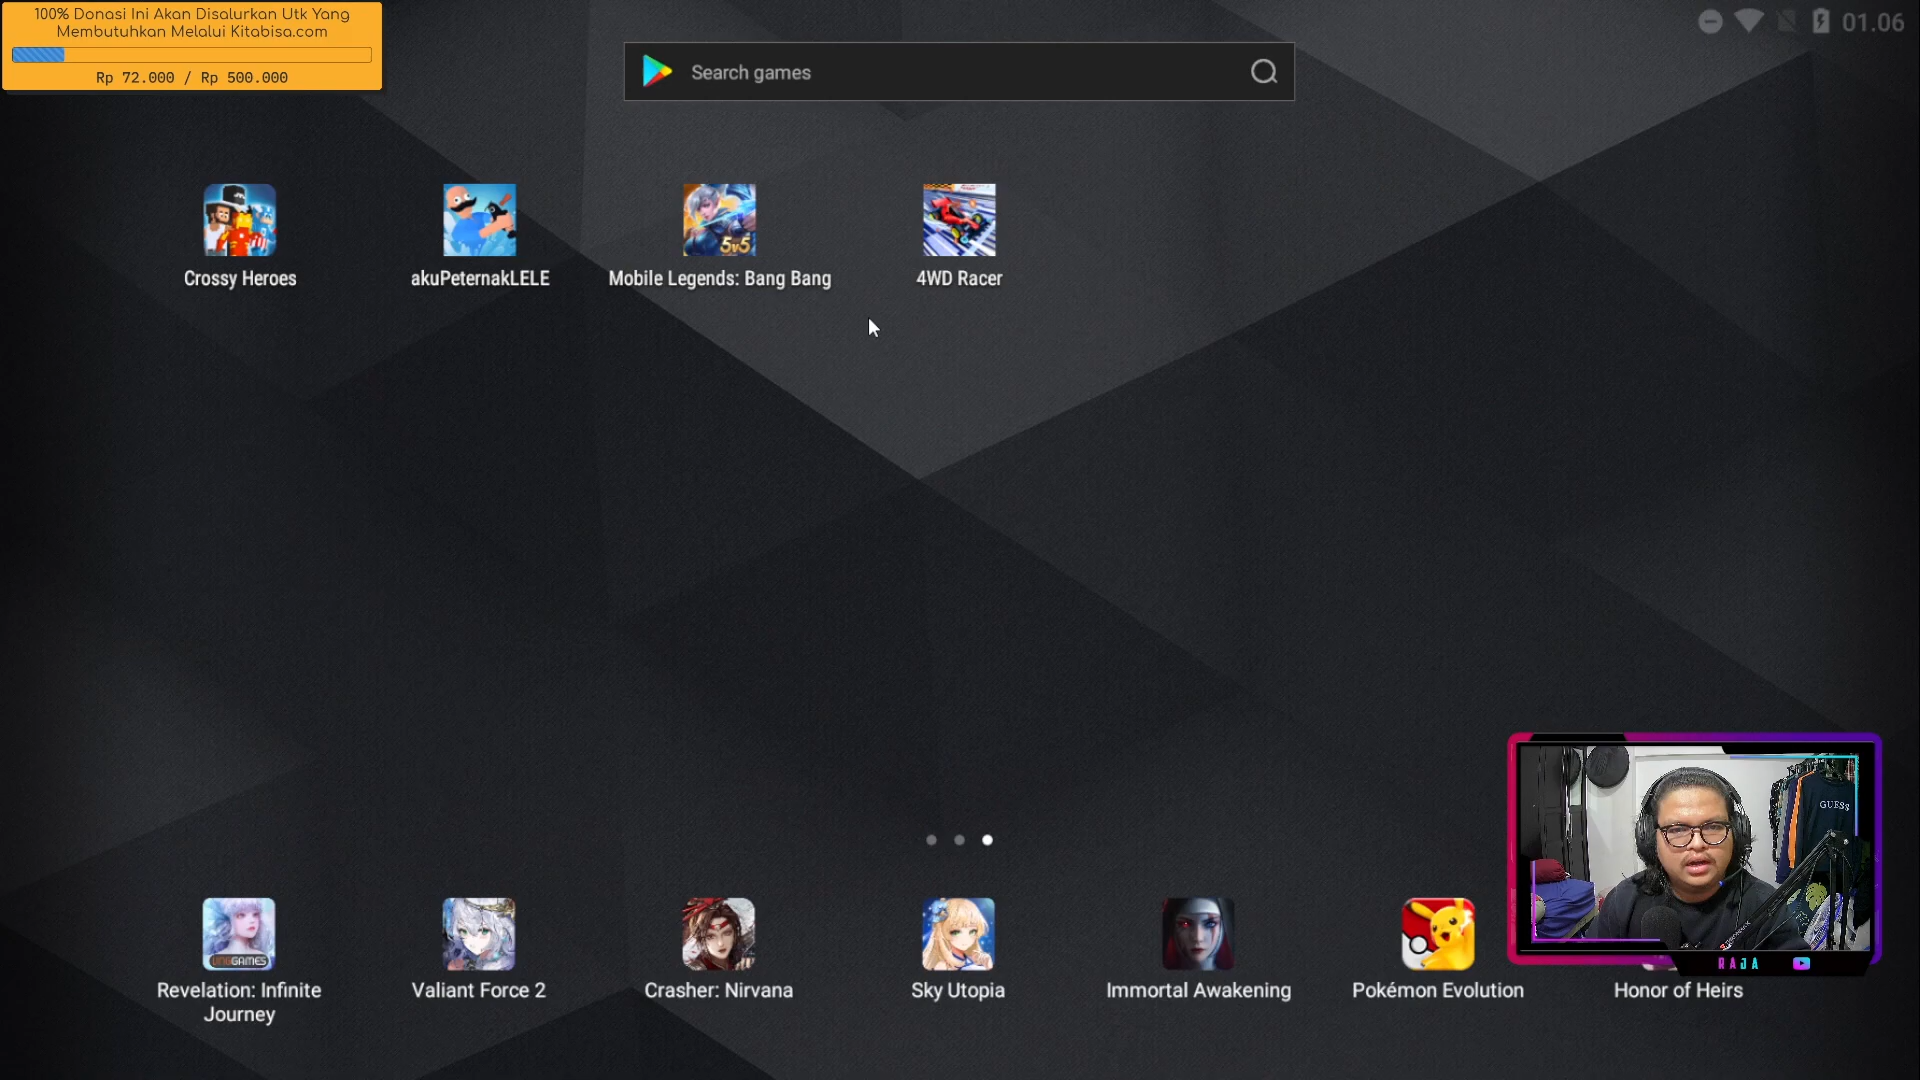 100% Donasi Ini Akan Disalurkan Utk Yang
Membutuhkan Melalui Kitabisa.com
Rp 72.000 / Rp 500.000
01.06
Search games
5v5
Crossy Heroes
akuPeternakLELE
Mobile Legends: Bang Bang
4WD Racer
GUESS
RAJA
UNGGAMES
Revelation: Infinite
Journey
Valiant Force 2
Crasher: Nirvana
Sky Utopia
Immortal Awakening
Pokémon Evolution
Honor of Heirs